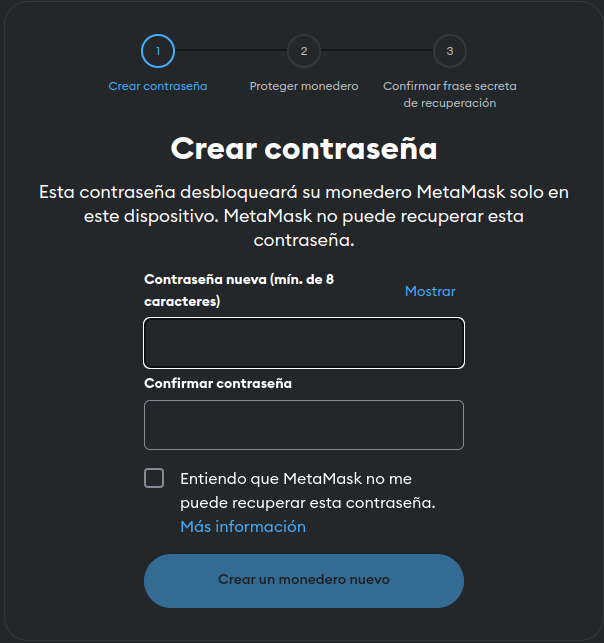 1
2
3
Crear contraseña
Proteger monedero
Confirmar frase secreta
de recuperación
Crear contraseña
Esta contraseña desbloqueará su monedero MetaMask solo en
este dispositivo. MetaMask no puede recuperar esta
contraseña.
Contraseña nueva (mín. de 8
caracteres)
Mostrar
Confirmar contraseña
Entiendo que MetaMask no me
puede recuperar esta contraseña.
Más información
Crear un monedero nuevo